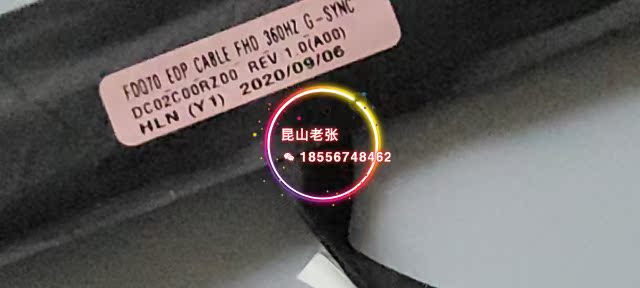 FDQ70 EDP CABLE FHD 360HZ G-SYNC
DC02C00RZ00 REV 1.0(A00)
HLN (Y1) 2020/09/06
昆山老张
18556748462